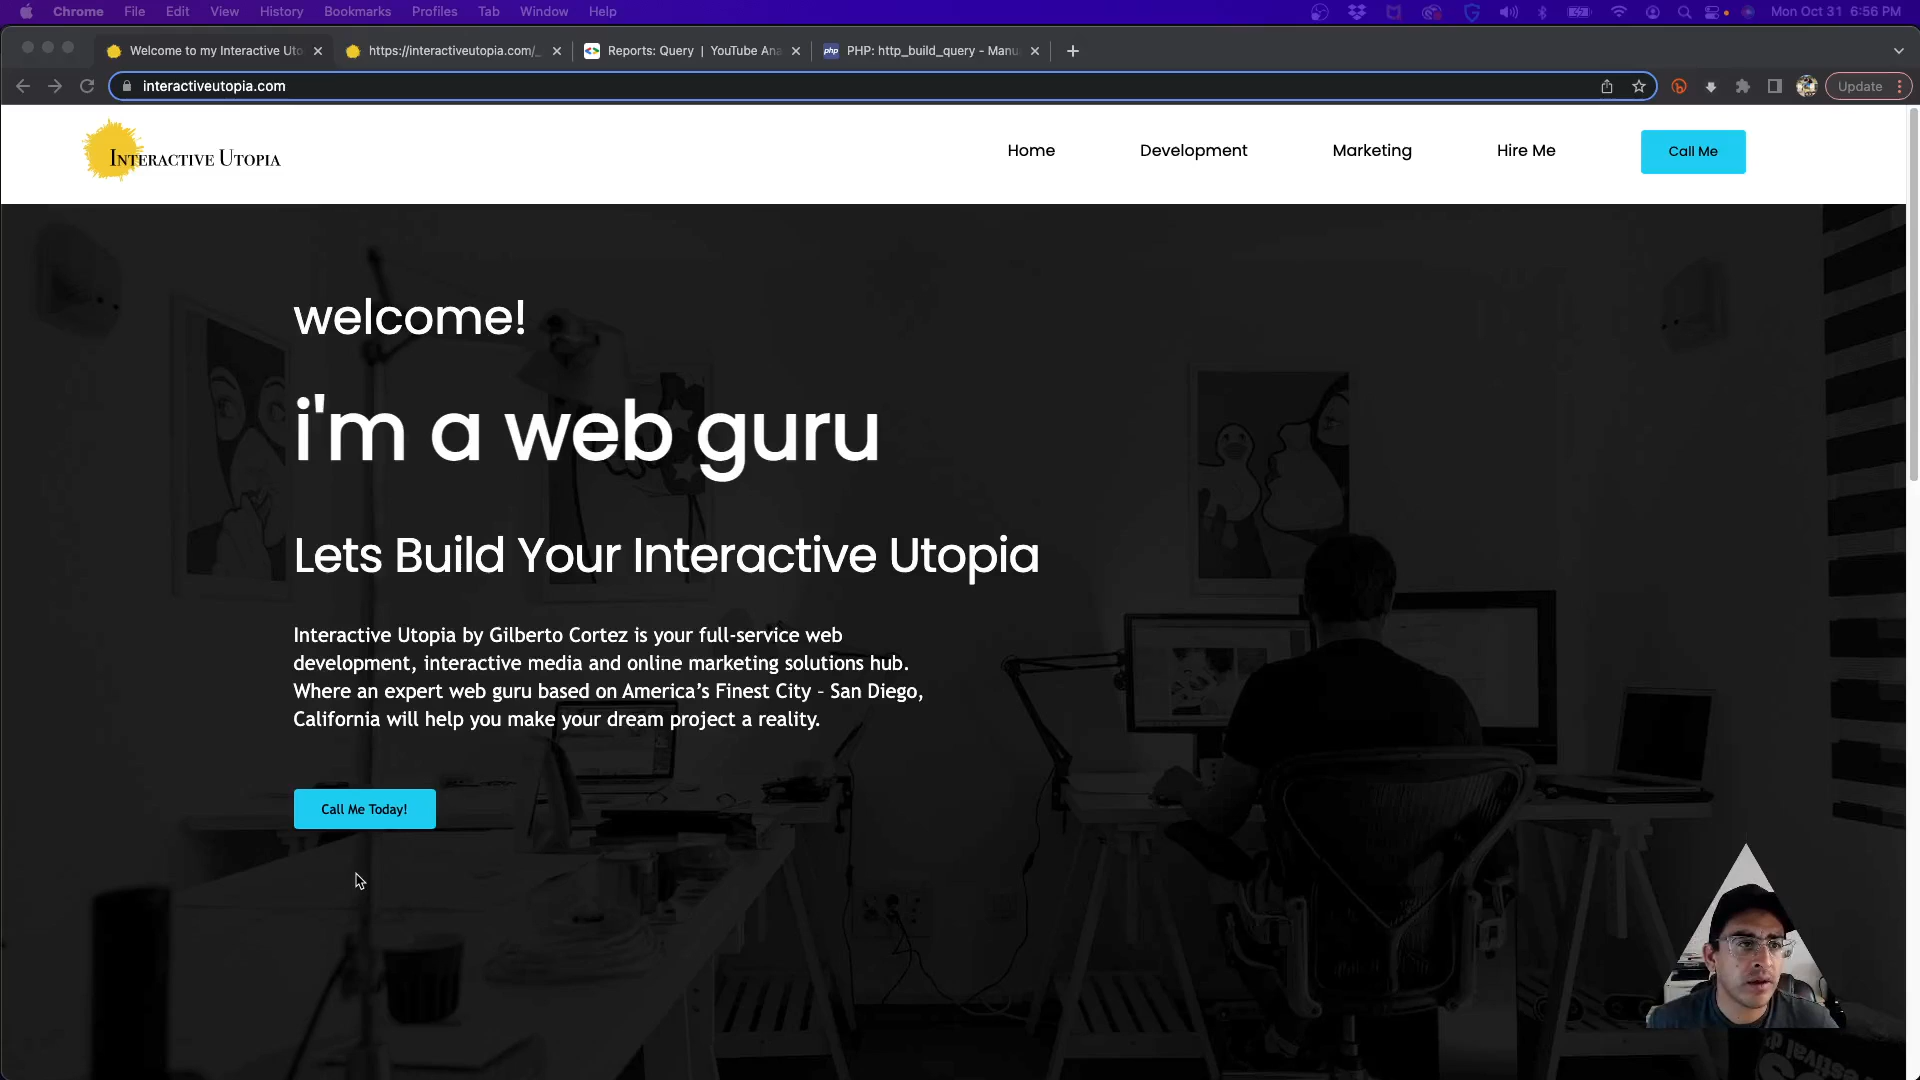 Chrome File Edit View History Bookmarks Profiles Tab Window Help Mon Oct 31 6:56 PM
Welcome to my Interactive Uto https://interactiveutopia.com/_ Reports: Query | YouTube Ana php PHP: http_build_query - Manu
interactiveutopia.com Update
Interactive Utopia Home Development Marketing Hire Me Call Me
welcome!
i'm a web guru
Lets Build Your Interactive Utopia
Interactive Utopia by Gilberto Cortez is your full-service web
development, interactive media and online marketing solutions hub.
Where an expert web guru based on America’s Finest City - San Diego,
California will help you make your dream project a reality.
Call Me Today!